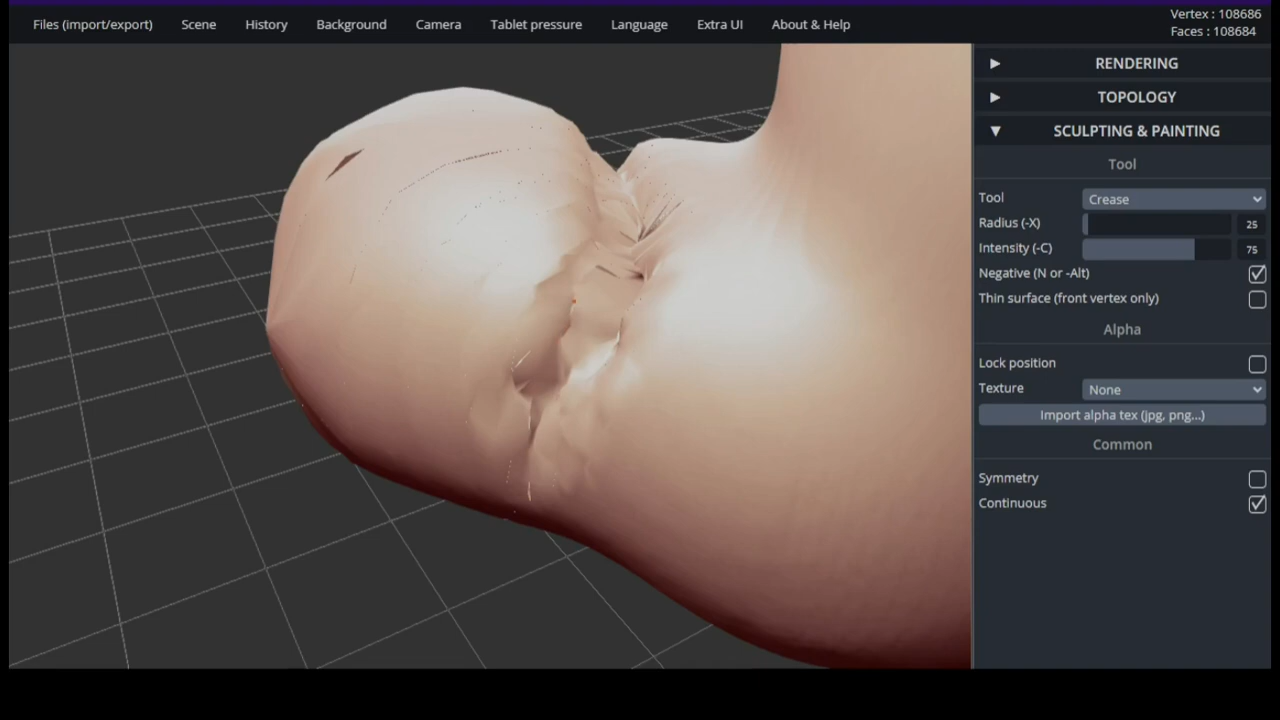 Files (import/export) Scene History Background Camera Tablet pressure Language Extra UI About & Help
Vertex : 108686
Faces : 108684
RENDERING
TOPOLOGY
SCULPTING & PAINTING
Tool
Tool Crease
Radius (-X) 25
Intensity (-C) 75
Negative (N or -Alt)
Thin surface (front vertex only)
Alpha
Lock position
Texture None
Import alpha tex (jpg, png...)
Common
Symmetry
Continuous